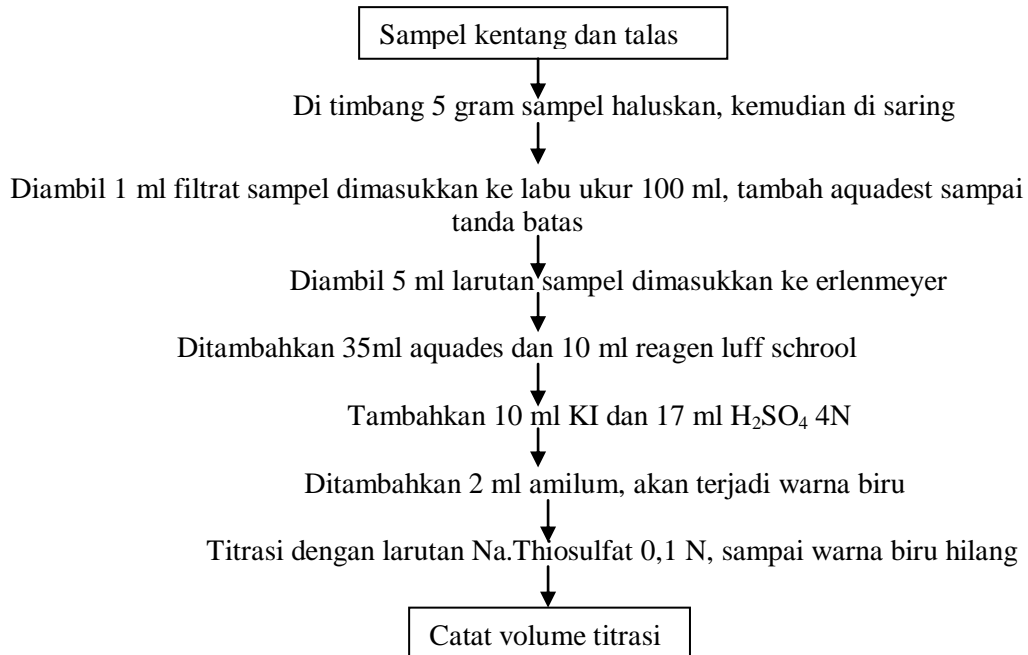 Sampel kentang dan talas
Di timbang 5 gram sampel haluskan, kemudian di saring
Diambil 1 ml filtrat sampel dimasukkan ke labu ukur 100 ml, tambah aquadest sampai
tanda batas
Diambil 5 ml larutan sampel dimasukkan ke erlenmeyer
Ditambahkan 35ml aquades dan 10 ml reagen luff schrool
Tambahkan 10 ml KI dan 17 ml H₂SO₄ 4N
Ditambahkan 2 ml amilum, akan terjadi warna biru
Titrasi dengan larutan Na.Thiosulfat 0,1 N, sampai warna biru hilang
Catat volume titrasi